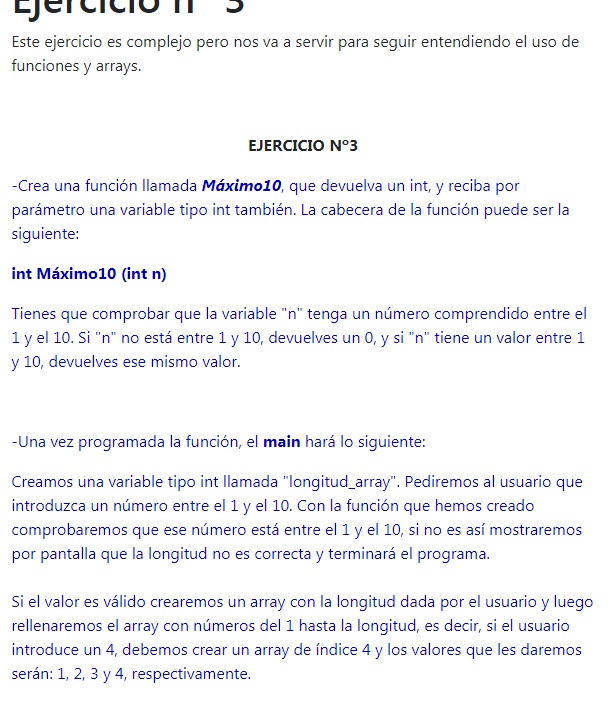 Ejercicio nº 3
Este ejercicio es complejo pero nos va a servir para seguir entendiendo el uso de
funciones y arrays.
EJERCICIO Nº3
-Crea una función llamada Máximo10, que devuelva un int, y reciba por
parámetro una variable tipo int también. La cabecera de la función puede ser la
siguiente:
int Máximo10 (int n)
Tienes que comprobar que la variable "n" tenga un número comprendido entre el
1 y el 10. Si "n" no está entre 1 y 10, devuelves un 0, y si "n" tiene un valor entre 1
y 10, devuelves ese mismo valor.
-Una vez programada la función, el main hará lo siguiente:
Creamos una variable tipo int llamada "longitud_array". Pediremos al usuario que
introduzca un número entre el 1 y el 10. Con la función que hemos creado
comprobaremos que ese número está entre el 1 y el 10, si no es así mostraremos
por pantalla que la longitud no es correcta y terminará el programa.
Si el valor es válido crearemos un array con la longitud dada por el usuario y luego
rellenaremos el array con números del 1 hasta la longitud, es decir, si el usuario
introduce un 4, debemos crear un array de índice 4 y los valores que les daremos
serán: 1, 2, 3 y 4, respectivamente.